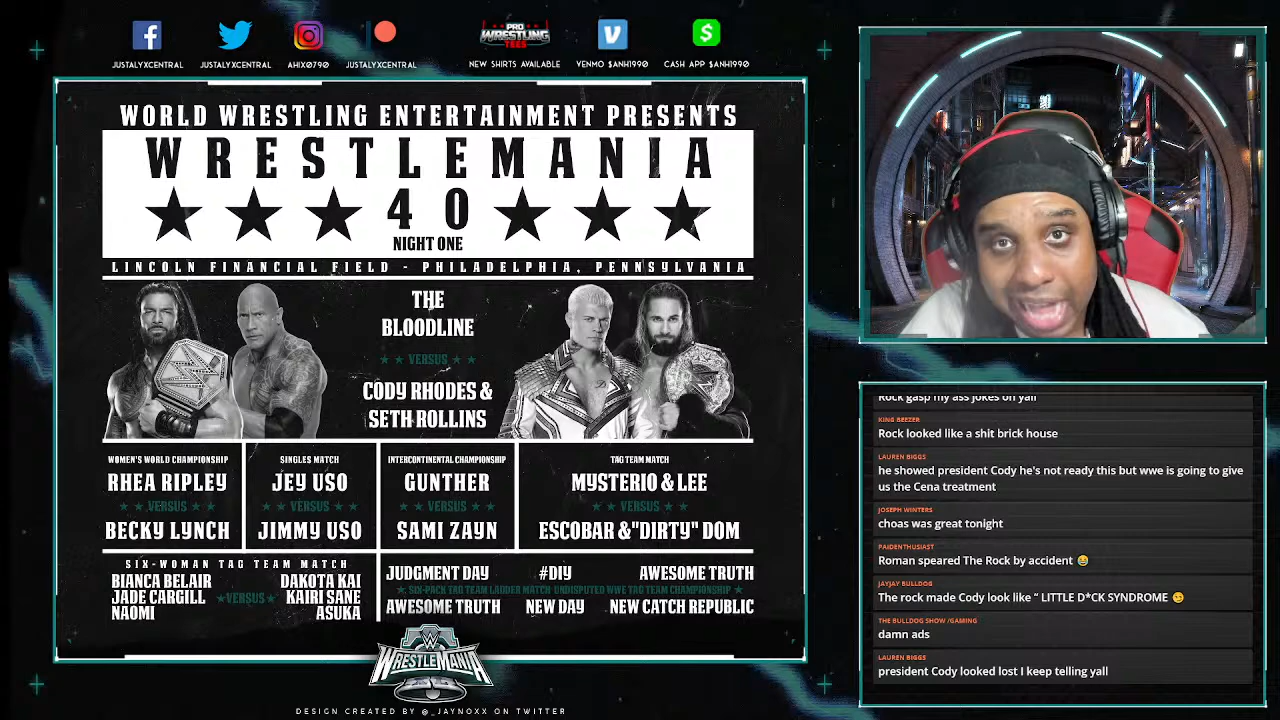 JUSTALYXCENTRAL
JUSTALYXCENTRAL
AHIX0790
JUSTALYXCENTRAL
PRO
WRESTLING
TEES
NEW SHIRTS AVAILABLE
VENMO $ANH1990
CASH APP $ANH1990
WORLD WRESTLING ENTERTAINMENT PRESENTS
WRESTLEMANIA
40
NIGHT ONE
LINCOLN FINANCIAL FIELD - PHILADELPHIA, PENNSYLVANIA
THE
BLOODLINE
VERSUS
CODY RHODES &
SETH ROLLINS
WOMEN'S WORLD CHAMPIONSHIP
RHEA RIPLEY
VERSUS
BECKY LYNCH
SINGLES MATCH
JEY USO
VERSUS
JIMMY USO
INTERCONTINENTAL CHAMPIONSHIP
GUNTHER
VERSUS
SAMI ZAYN
TAG TEAM MATCH
MYSTERIO & LEE
VERSUS
ESCOBAR &"DIRTY" DOM
SIX-WOMAN TAG TEAM MATCH
BIANCA BELAIR
JADE CARGILL
NAOMI
VERSUS
DAKOTA KAI
KAIRI SANE
ASUKA
JUDGMENT DAY #DIY AWESOME TRUTH
SIX-PACK TAG TEAM LADDER MATCH UNDISPUTED WWE TAG TEAM CHAMPIONSHIP
AWESOME TRUTH NEW DAY NEW CATCH REPUBLIC
WRESTLEMANIA
XL
DESIGN CREATED BY @_JAYNOXX ON TWITTER
Rock gasp my ass jokes on yall
KING BEEZER
Rock looked like a shit brick house
LAUREN BIGGS
he showed president Cody he's not ready this but wwe is going to give
us the Cena treatment
JOSEPH WINTERS
choas was great tonight
PAIDENTHUSIAST
Roman speared The Rock by accident 😂
JAYJAY BULLDOG
The rock made Cody look like “ LITTLE D*CK SYNDROME 😏
THE BULLDOG SHOW /GAMING
damn ads
LAUREN BIGGS
president Cody looked lost I keep telling yall